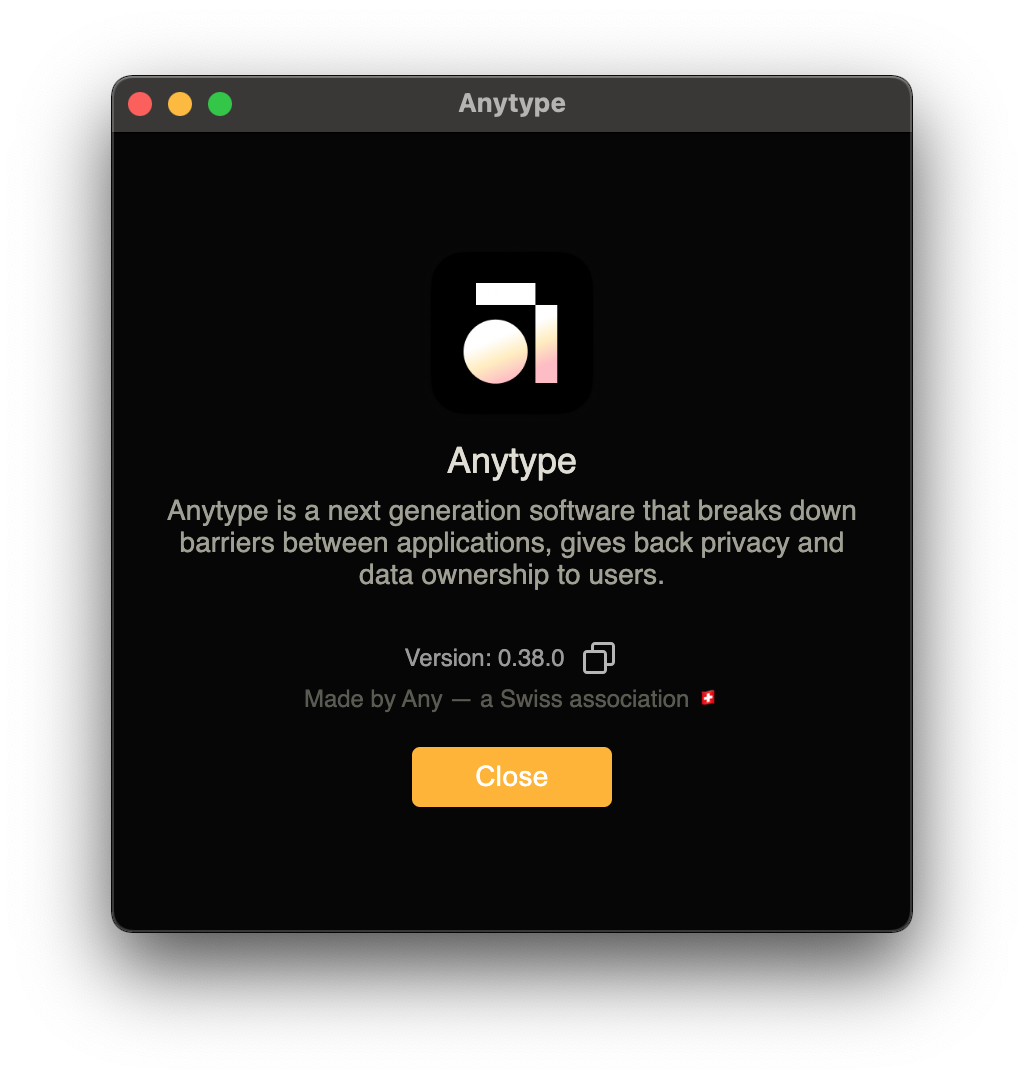 Anytype
Anytype
Anytype is a next generation software that breaks down
barriers between applications, gives back privacy and
data ownership to users.
Version: 0.38.0
Made by Any — a Swiss association 🇨🇭
Close